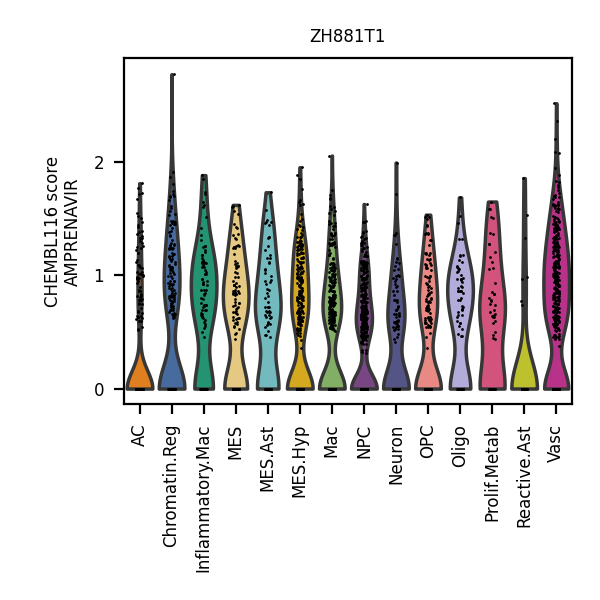 ZH881T1
CHEMBL116 score
AMPRENAVIR
2
1
0
AC
Chromatin.Reg
Inflammatory.Mac
MES
MES.Ast
MES.Hyp
Mac
NPC
Neuron
OPC
Oligo
Prolif.Metab
Reactive.Ast
Vasc